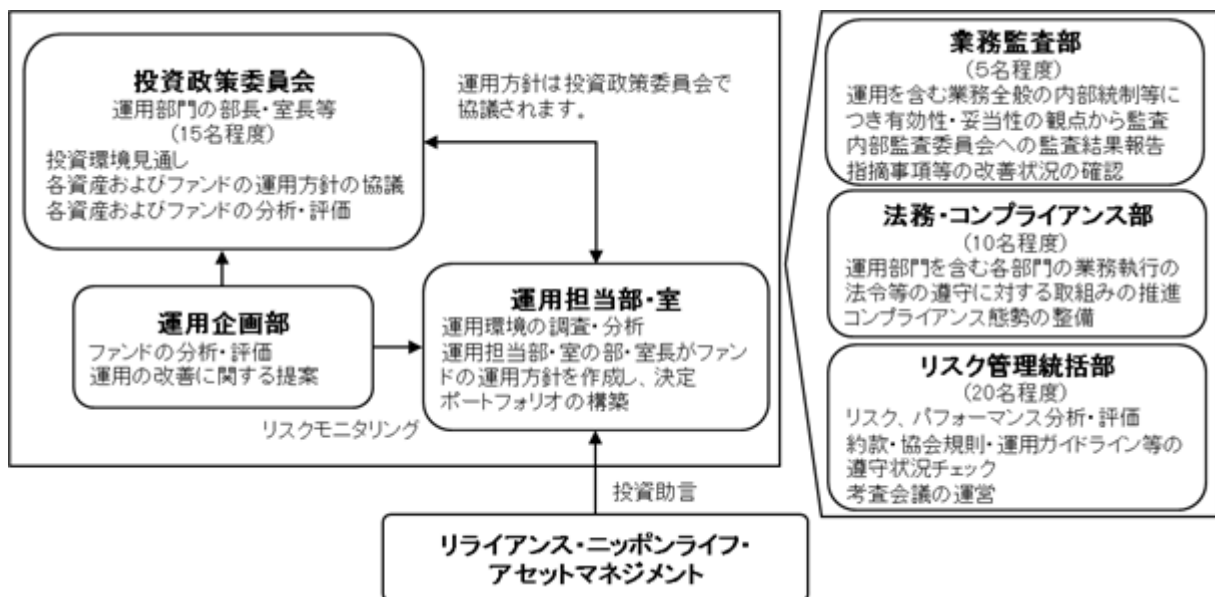 投資政策委員会
運用部門の部長・室長等
(15名程度)
投資環境見通し
各資産およびファンドの運用方針の協議
各資産およびファンドの分析・評価
運用方針は投資政策委員会で
協議されます。
運用企画部
ファンドの分析・評価
運用の改善に関する提案
運用担当部・室
運用環境の調査・分析
運用担当部・室の部・室長がファン
ドの運用方針を作成し、決定
ポートフォリオの構築
リスクモニタリング
投資助言
リライアンス・ニッポンライフ・
アセットマネジメント
業務監査部
(5名程度)
運用を含む業務全般の内部統制等に
つき有効性・妥当性の観点から監査
内部監査委員会への監査結果報告
指摘事項等の改善状況の確認
法務・コンプライアンス部
(10名程度)
運用部門を含む各部門の業務執行の
法令等の遵守に対する取組みの推進
コンプライアンス態勢の整備
リスク管理統括部
(20名程度)
リスク、パフォーマンス分析・評価
約款・協会規則・運用ガイドライン等の
遵守状況チェック
考査会議の運営